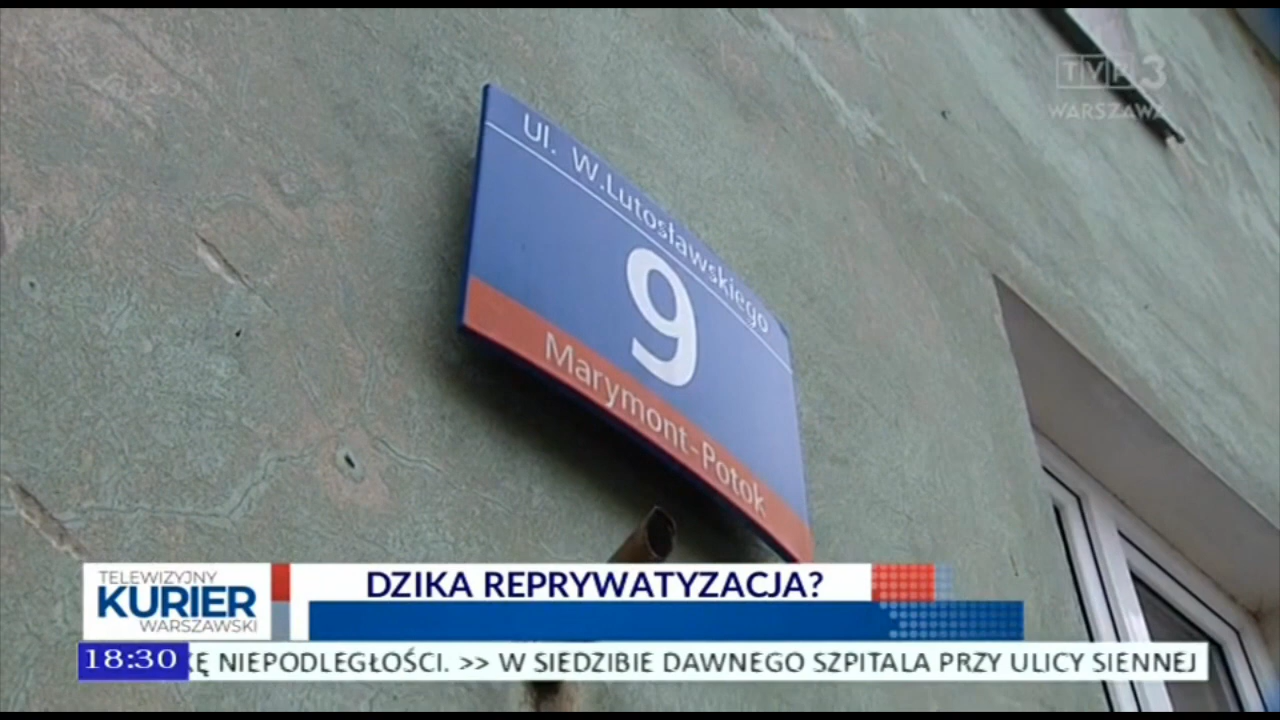 TVP3
WARSZAWA
Ul. W.Lutosławskiego
9
Marymont-Potok
TELEWIZYJNY
KURIER
WARSZAWSKI
DZIKA REPRYWATYZACJA?
18:30
KĘ NIEPODLEGŁOŚCI. >> W SIEDZIBIE DAWNEGO SZPITALA PRZY ULICY SIENNEJ